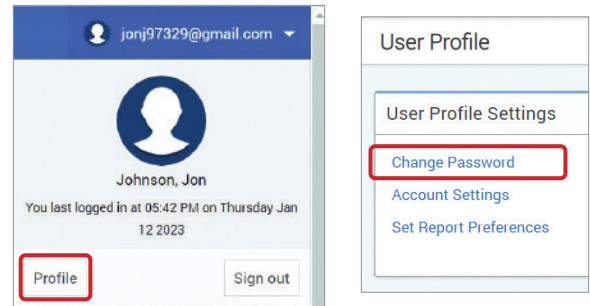 jonj97329@gmail.com
Johnson, Jon
You last logged in at 05:42 PM on Thursday Jan
12 2023
Profile
Sign out
User Profile
User Profile Settings
Change Password
Account Settings
Set Report Preferences